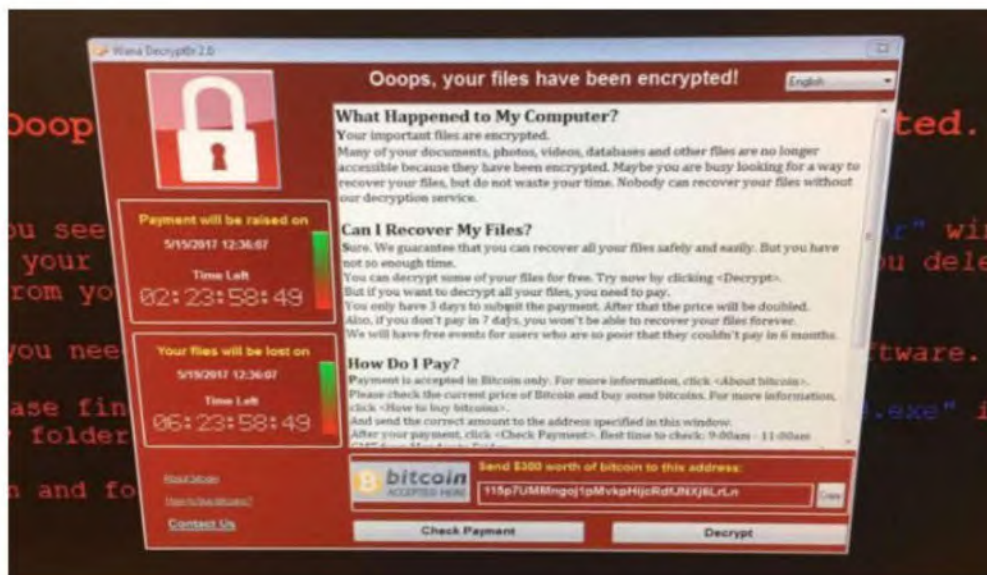 Wana Decrypt0r 2.0
Ooops, your files have been encrypted!
English
Ooop
ted.
What Happened to My Computer?
Your important files are encrypted.
Many of your documents, photos, videos, databases and other files are no longer
accessible because they have been encrypted. Maybe you are busy looking for a way to
recover your files, but do not waste your time. Nobody can recover your files without
our decryption service.
Can I Recover My Files?
Sure. We guarantee that you can recover all your files safely and easily. But you have
not so enough time.
You can decrypt some of your files for free. Try now by clicking <Decrypt>.
But if you want to decrypt all your files, you need to pay.
You only have 3 days to submit the payment. After that the price will be doubled.
Also, if you don't pay in 7 days, you won't be able to recover your files forever.
We will have free events for users who are so poor that they couldn't pay in 6 months.
How Do I Pay?
Payment is accepted in Bitcoin only. For more information, click <About bitcoin>.
Please check the current price of Bitcoin and buy some bitcoins. For more information,
click <How to buy bitcoins>.
And send the correct amount to the address specified in this window.
After your payment, click <Check Payment>. Best time to check: 9:00am - 11:00am
Payment will be raised on
5/15/2017 12:36:07
Time Left
02:23:58:49
Your files will be lost on
5/19/2017 12:36:07
Time Left
06:23:58:49
About bitcoin
How to buy bitcoins?
Contact Us
bitcoin
ACCEPTED HERE
Send $300 worth of bitcoin to this address:
Copy
Check Payment
Decrypt
ou see
" wi
your
u dele
rom yo
you nee
tware.
ase fin
.exe" i
folder
n and fo